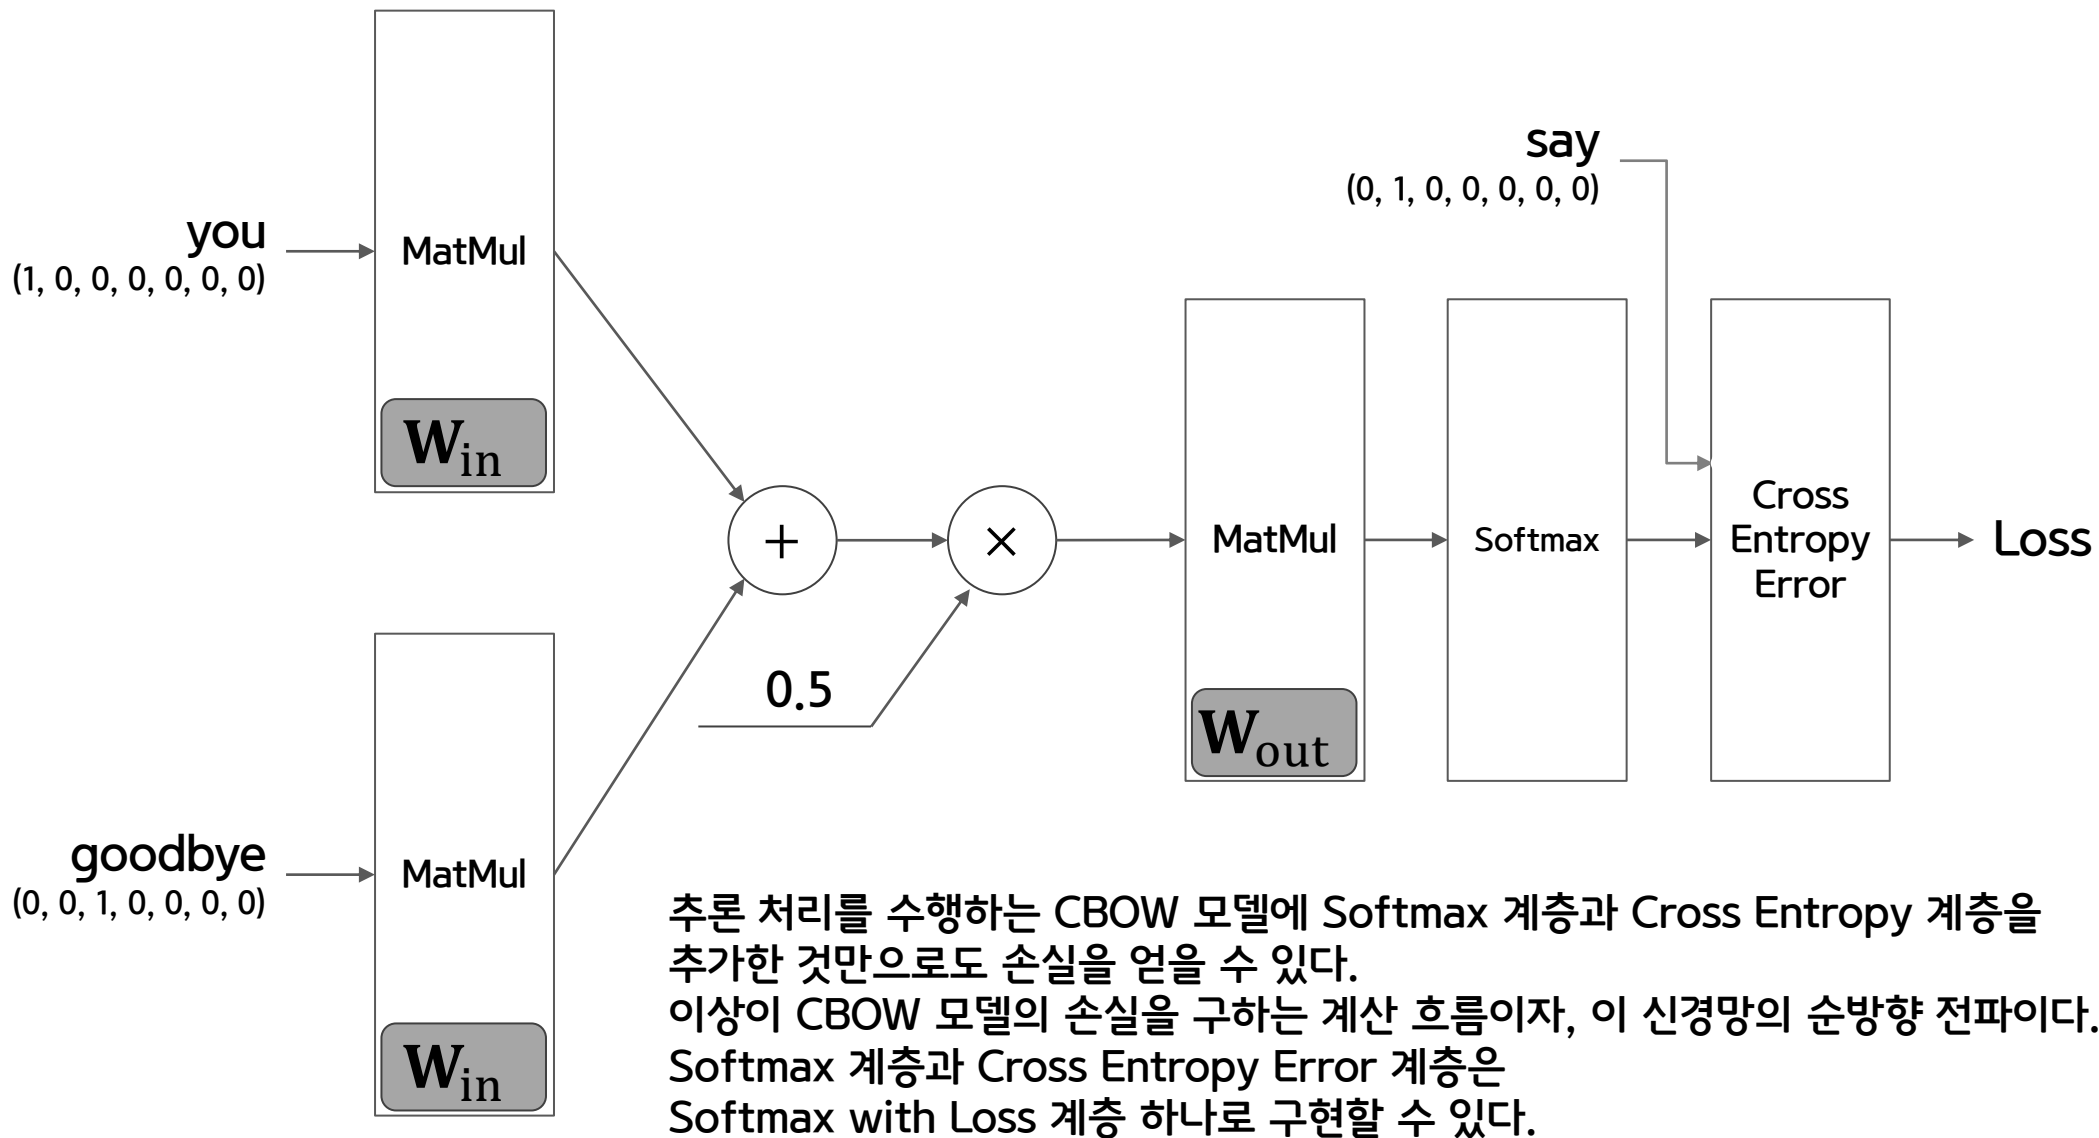 you
(1, 0, 0, 0, 0, 0, 0)
MatMul
W_in
goodbye
(0, 0, 1, 0, 0, 0, 0)
MatMul
W_in
+
0.5
×
MatMul
W_out
Softmax
say
(0, 1, 0, 0, 0, 0, 0)
Cross
Entropy
Error
Loss
추론 처리를 수행하는 CBOW 모델에 Softmax 계층과 Cross Entropy 계층을
추가한 것만으로도 손실을 얻을 수 있다.
이상이 CBOW 모델의 손실을 구하는 계산 흐름이자, 이 신경망의 순방향 전파이다.
Softmax 계층과 Cross Entropy Error 계층은
Softmax with Loss 계층 하나로 구현할 수 있다.